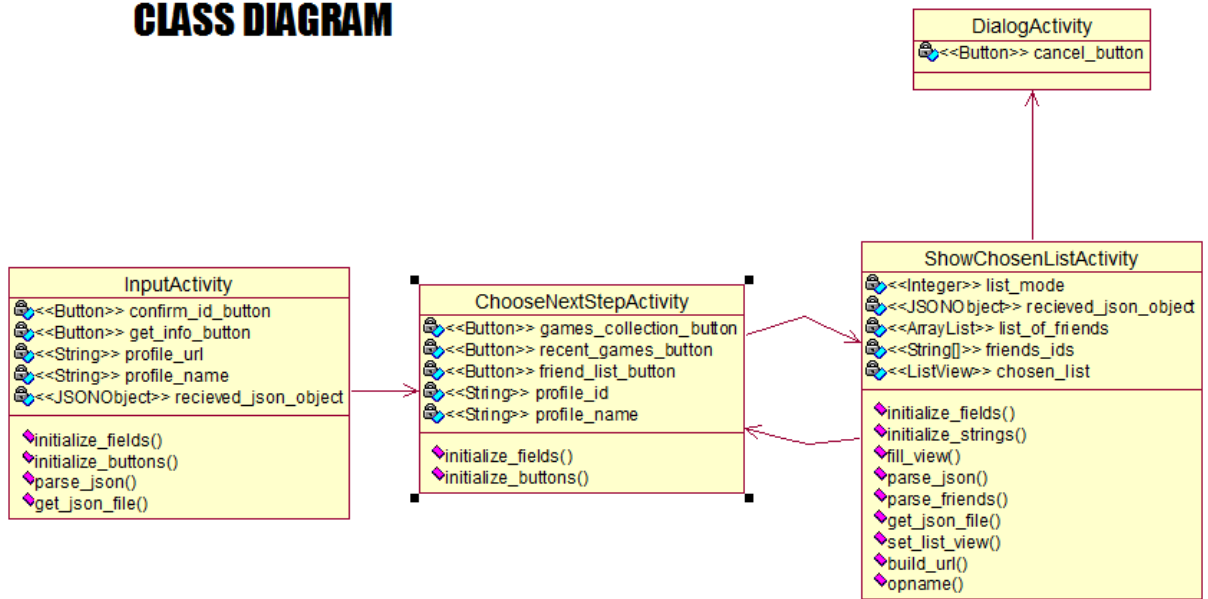 CLASS DIAGRAM
DialogActivity
<<Button>> cancel_button
InputActivity
<<Button>> confirm_id_button
<<Button>> get_info_button
<<String>> profile_url
<<String>> profile_name
<<JSONObject>> recieved_json_object
initialize_fields()
initialize_buttons()
parse_json()
get_json_file()
ChooseNextStepActivity
<<Button>> games_collection_button
<<Button>> recent_games_button
<<Button>> friend_list_button
<<String>> profile_id
<<String>> profile_name
initialize_fields()
initialize_buttons()
ShowChosenListActivity
<<Integer>> list_mode
<<JSONObject>> recieved_json_object
<<ArrayList>> list_of_friends
<<String[]>> friends_ids
<<ListView>> chosen_list
initialize_fields()
initialize_strings()
fill_view()
parse_json()
parse_friends()
get_json_file()
set_list_view()
build_url()
opname()